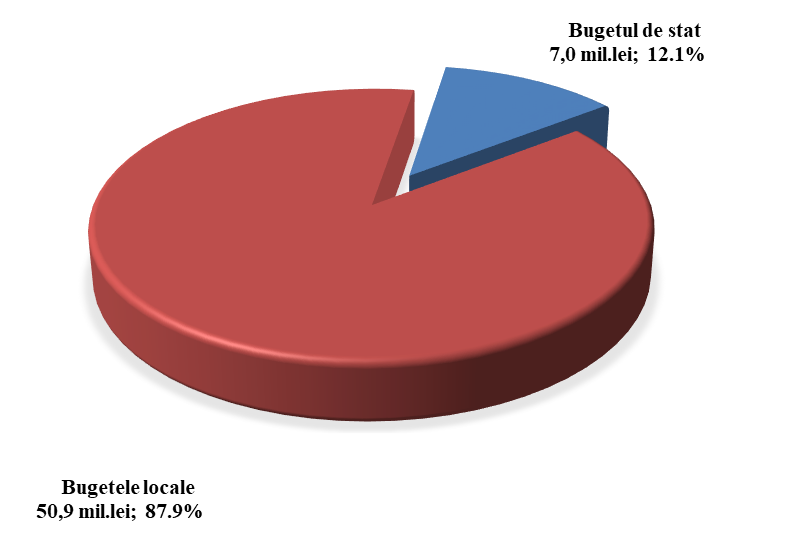 Bugetul de stat
7,0 mil.lei; 12.1%
Bugetele locale
50,9 mil.lei; 87.9%